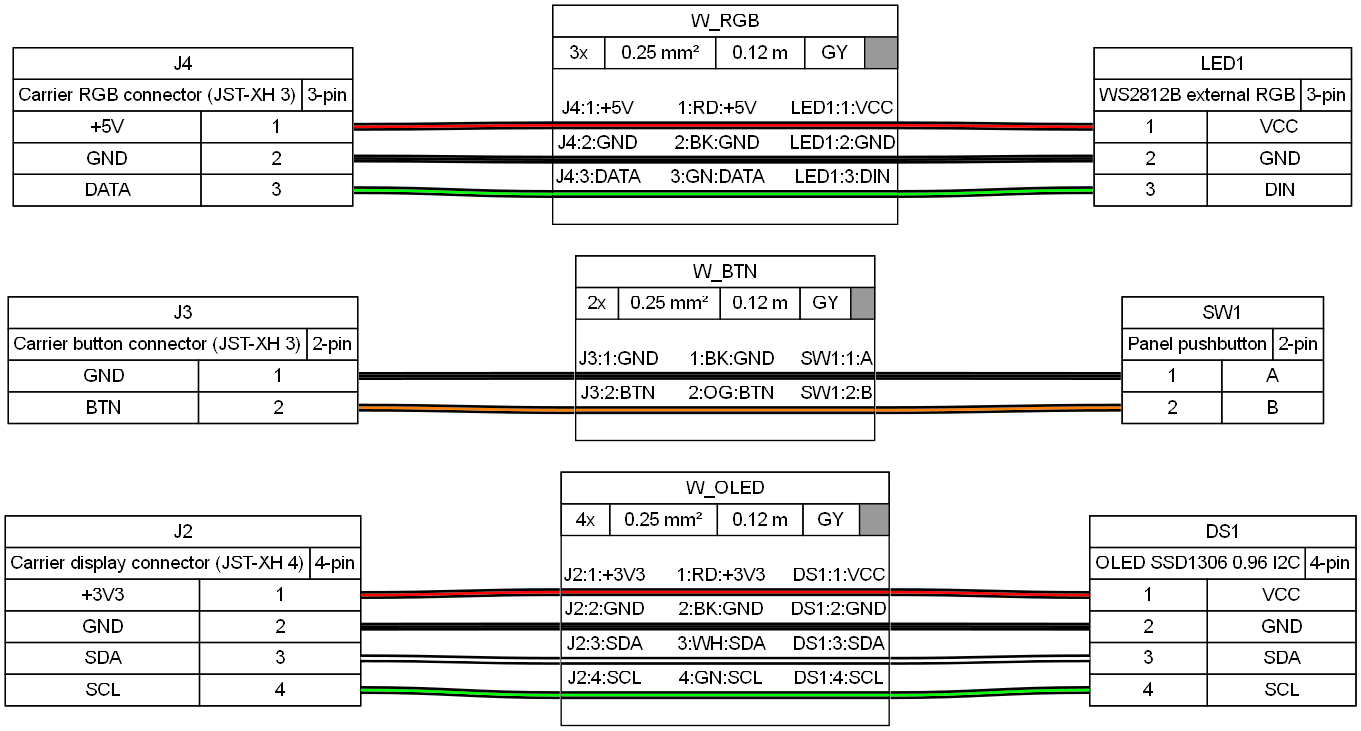 W_RGB
3x 0.25 mm² 0.12 m GY
J4
Carrier RGB connector (JST-XH 3) 3-pin
+5V 1
GND 2
DATA 3
J4:1:+5V 1:RD:+5V LED1:1:VCC
J4:2:GND 2:BK:GND LED1:2:GND
J4:3:DATA 3:GN:DATA LED1:3:DIN
LED1
WS2812B external RGB 3-pin
1 VCC
2 GND
3 DIN
W_BTN
2x 0.25 mm² 0.12 m GY
J3
Carrier button connector (JST-XH 3) 2-pin
GND 1
BTN 2
J3:1:GND 1:BK:GND SW1:1:A
J3:2:BTN 2:OG:BTN SW1:2:B
SW1
Panel pushbutton 2-pin
1 A
2 B
W_OLED
4x 0.25 mm² 0.12 m GY
J2
Carrier display connector (JST-XH 4) 4-pin
+3V3 1
GND 2
SDA 3
SCL 4
J2:1:+3V3 1:RD:+3V3 DS1:1:VCC
J2:2:GND 2:BK:GND DS1:2:GND
J2:3:SDA 3:WH:SDA DS1:3:SDA
J2:4:SCL 4:GN:SCL DS1:4:SCL
DS1
OLED SSD1306 0.96 I2C 4-pin
1 VCC
2 GND
3 SDA
4 SCL